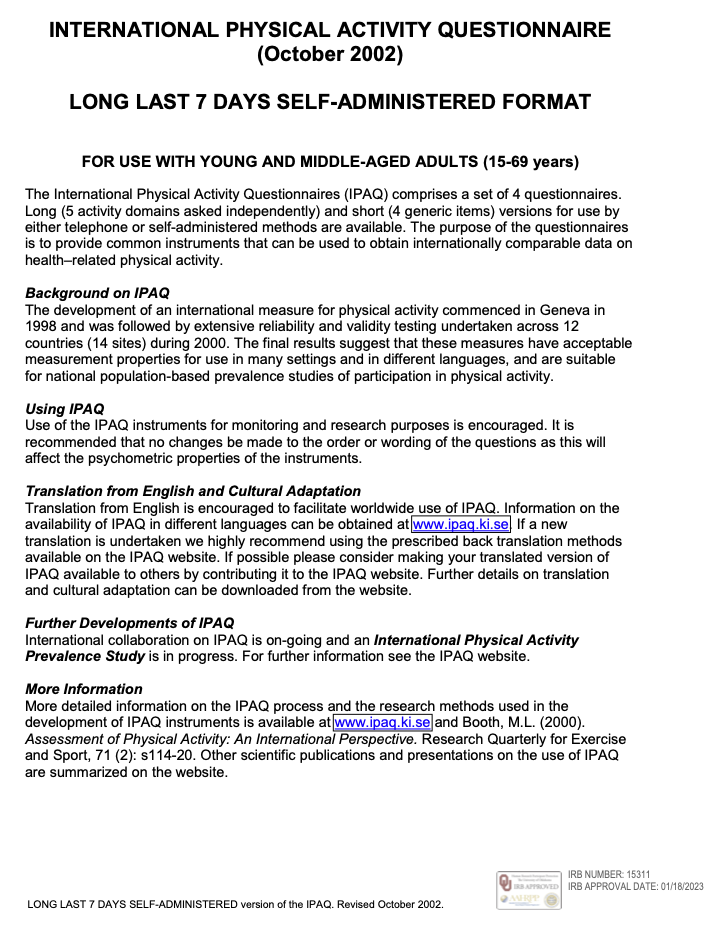 INTERNATIONAL PHYSICAL ACTIVITY QUESTIONNAIRE
(October 2002)
LONG LAST 7 DAYS SELF-ADMINISTERED FORMAT
FOR USE WITH YOUNG AND MIDDLE-AGED ADULTS (15-69 years)
The International Physical Activity Questionnaires (IPAQ) comprises a set of 4 questionnaires.
Long (5 activity domains asked independently) and short (4 generic items) versions for use by
either telephone or self-administered methods are available. The purpose of the questionnaires
is to provide common instruments that can be used to obtain internationally comparable data on
health–related physical activity.
Background on IPAQ
The development of an international measure for physical activity commenced in Geneva in
1998 and was followed by extensive reliability and validity testing undertaken across 12
countries (14 sites) during 2000. The final results suggest that these measures have acceptable
measurement properties for use in many settings and in different languages, and are suitable
for national population-based prevalence studies of participation in physical activity.
Using IPAQ
Use of the IPAQ instruments for monitoring and research purposes is encouraged. It is
recommended that no changes be made to the order or wording of the questions as this will
affect the psychometric properties of the instruments.
Translation from English and Cultural Adaptation
Translation from English is encouraged to facilitate worldwide use of IPAQ. Information on the
availability of IPAQ in different languages can be obtained at www.ipaq.ki.se. If a new
translation is undertaken we highly recommend using the prescribed back translation methods
available on the IPAQ website. If possible please consider making your translated version of
IPAQ available to others by contributing it to the IPAQ website. Further details on translation
and cultural adaptation can be downloaded from the website.
Further Developments of IPAQ
International collaboration on IPAQ is on-going and an International Physical Activity
Prevalence Study is in progress. For further information see the IPAQ website.
More Information
More detailed information on the IPAQ process and the research methods used in the
development of IPAQ instruments is available at www.ipaq.ki.se and Booth, M.L. (2000).
Assessment of Physical Activity: An International Perspective. Research Quarterly for Exercise
and Sport, 71 (2): s114-20. Other scientific publications and presentations on the use of IPAQ
are summarized on the website.
IRB APPROVED
IRB NUMBER: 15311
IRB APPROVAL DATE: 01/18/2023
LONG LAST 7 DAYS SELF-ADMINISTERED version of the IPAQ. Revised October 2002.